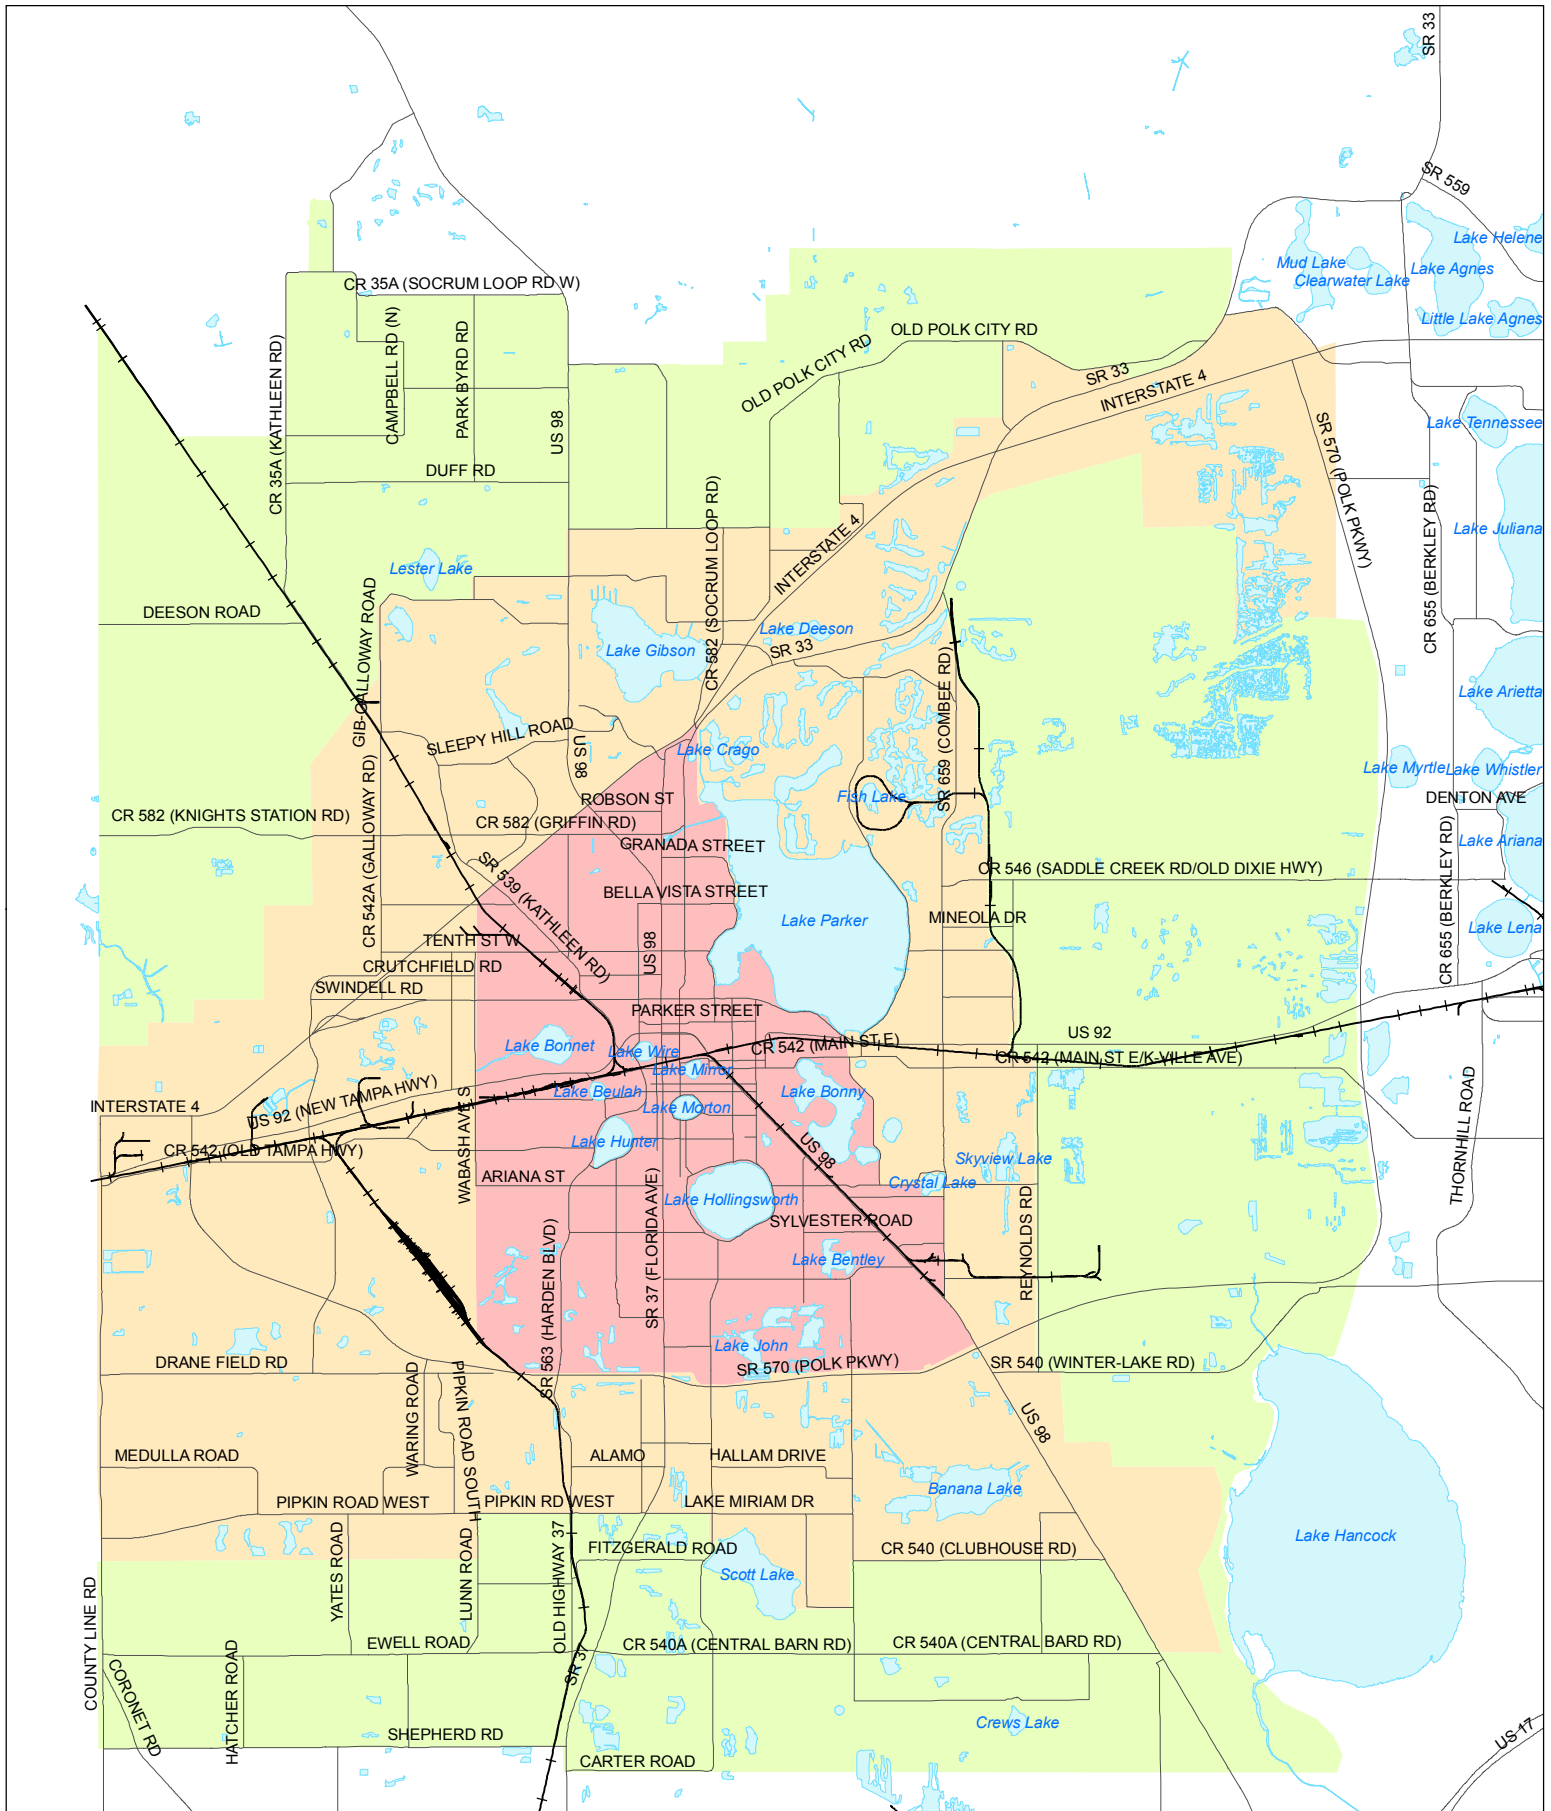 SR 33
SR 559
Lake Helene
Mud Lake
Lake Agnes
Clearwater Lake
CR 35A (SOCRUM LOOP RD W)
Little Lake Agnes
OLD POLK CITY RD
CR 35A (KATHLEEN RD)
CAMPBELL RD (N)
PARK BYRD RD
US 98
OLD POLK CITY RD
SR 33
INTERSTATE 4
SR 570 (POLK PKWY)
Lake Tennessee
DUFF RD
CR 582 (SOCRUM LOOP RD)
CR 655 (BERKLEY RD)
Lake Juliana
INTERSTATE 4
Lester Lake
DEESON ROAD
GIB-GALLOWAY ROAD
Lake Deeson
Lake Gibson
SR 33
Lake Arietta
SR 659 (COMBEE RD)
SLEEPY HILL ROAD
US 98
Lake Crago
CR 542A (GALLOWAY RD)
Lake Myrtle
Lake Whistler
Fish Lake
ROBSON ST
DENTON AVE
CR 582 (KNIGHTS STATION RD)
CR 582 (GRIFFIN RD)
GRANADA STREET
Lake Ariana
SR 539 (KATHLEEN RD)
CR 546 (SADDLE CREEK RD/OLD DIXIE HWY)
BELLA VISTA STREET
CR 655 (BERKLEY RD)
Lake Parker
MINEOLA DR
Lake Lena
TENTH ST W
US 98
CRUTCHFIELD RD
SWINDELL RD
PARKER STREET
US 92
Lake Bonnet
Lake Wire
CR 542 (MAIN ST E)
CR 542 (MAIN ST E/K-VILLE AVE)
Lake Mirror
Lake Beulah
Lake Bonny
INTERSTATE 4
US 92 (NEW TAMPA HWY)
WABASH AVE S
Lake Morton
THORNHILL ROAD
CR 542 (OLD TAMPA HWY)
Lake Hunter
US 98
Skyview Lake
ARIANA ST
Crystal Lake
Lake Hollingsworth
SYLVESTER ROAD
REYNOLDS RD
SR 563 (HARDEN BLVD)
SR 37 (FLORIDA AVE)
Lake Bentley
Lake John
DRANE FIELD RD
SR 570 (POLK PKWY)
SR 540 (WINTER-LAKE RD)
WARING ROAD
PIPKIN ROAD SOUTH
US 98
MEDULLA ROAD
ALAMO
HALLAM DRIVE
Banana Lake
PIPKIN ROAD WEST
PIPKIN RD WEST
LAKE MIRIAM DR
Lake Hancock
YATES ROAD
LUNN ROAD
OLD HIGHWAY 37
FITZGERALD ROAD
CR 540 (CLUBHOUSE RD)
Scott Lake
COUNTY LINE RD
EWELL ROAD
CR 540A (CENTRAL BARN RD)
CR 540A (CENTRAL BARD RD)
SR 37
CORONET RD
HATCHER ROAD
Crews Lake
SHEPHERD RD
US 17
CARTER ROAD